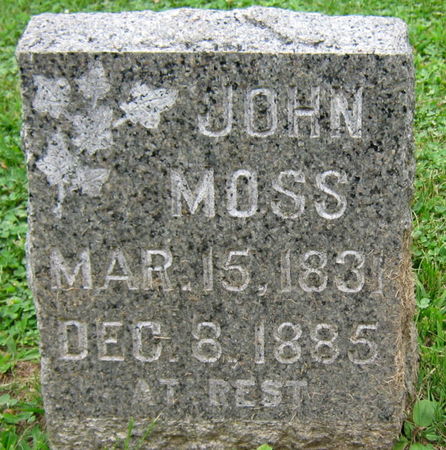 JOHN
MOSS
MAR. 15, 1831
DEC. 8, 1885
AT REST